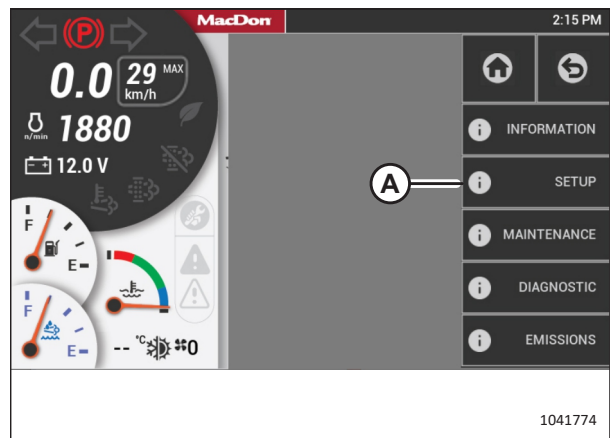 MacDon
2:15 PM
P
0.0 29 MAX
km/h
n/min 1880
12.0 V
INFORMATION
A
SETUP
MAINTENANCE
DIAGNOSTIC
EMISSIONS
F
E
F
E
-- °C 0
1041774